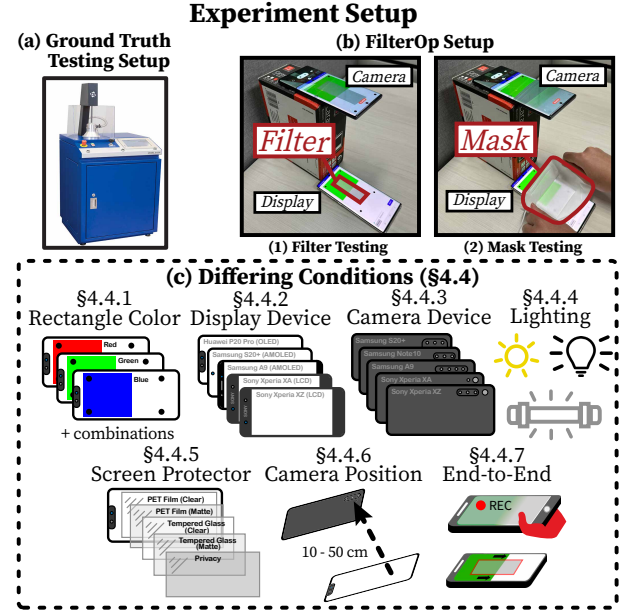 Experiment Setup
(a) Ground Truth
Testing Setup
(b) FilterOp Setup
Camera
Filter
Display
(1) Filter Testing
Camera
Mask
Display
(2) Mask Testing
(c) Differing Conditions (§4.4)
§4.4.1
Rectangle Color
Red
Green
Blue
+ combinations
§4.4.2
Display Device
Huawei P20 Pro (OLED)
Samsung S20+ (AMOLED)
Samsung A9 (AMOLED)
Sony Xperia XA (LCD)
Sony Xperia XZ (LCD)
§4.4.3
Camera Device
Samsung S20+
Samsung Note10
Samsung A9
Sony Xperia XA
Sony Xperia XZ
§4.4.4
Lighting
§4.4.5
Screen Protector
PET Film (Clear)
PET Film (Matte)
Tempered Glass
(Clear)
Tempered Glass
(Matte)
Privacy
§4.4.6
Camera Position
10 - 50 cm
§4.4.7
End-to-End
REC